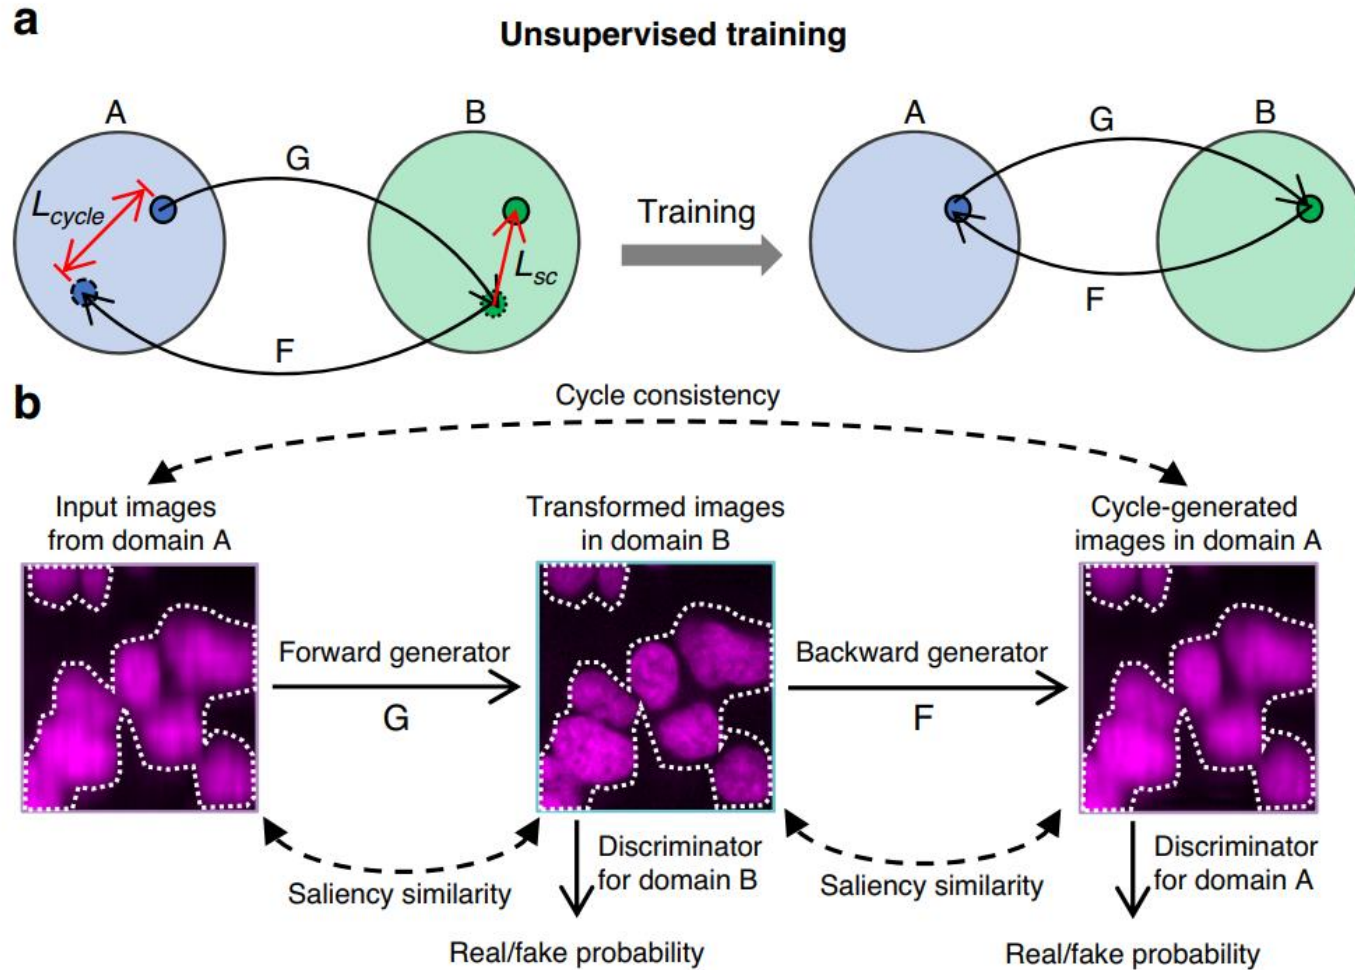 a
Unsupervised training
A
B
A
B
G
G
L_cycle
Training
L_sc
F
F
b
Cycle consistency
Input images
from domain A
Transformed images
in domain B
Cycle-generated
images in domain A
Forward generator
G
Backward generator
F
Saliency similarity
Discriminator
for domain B
Saliency similarity
Discriminator
for domain A
Real/fake probability
Real/fake probability